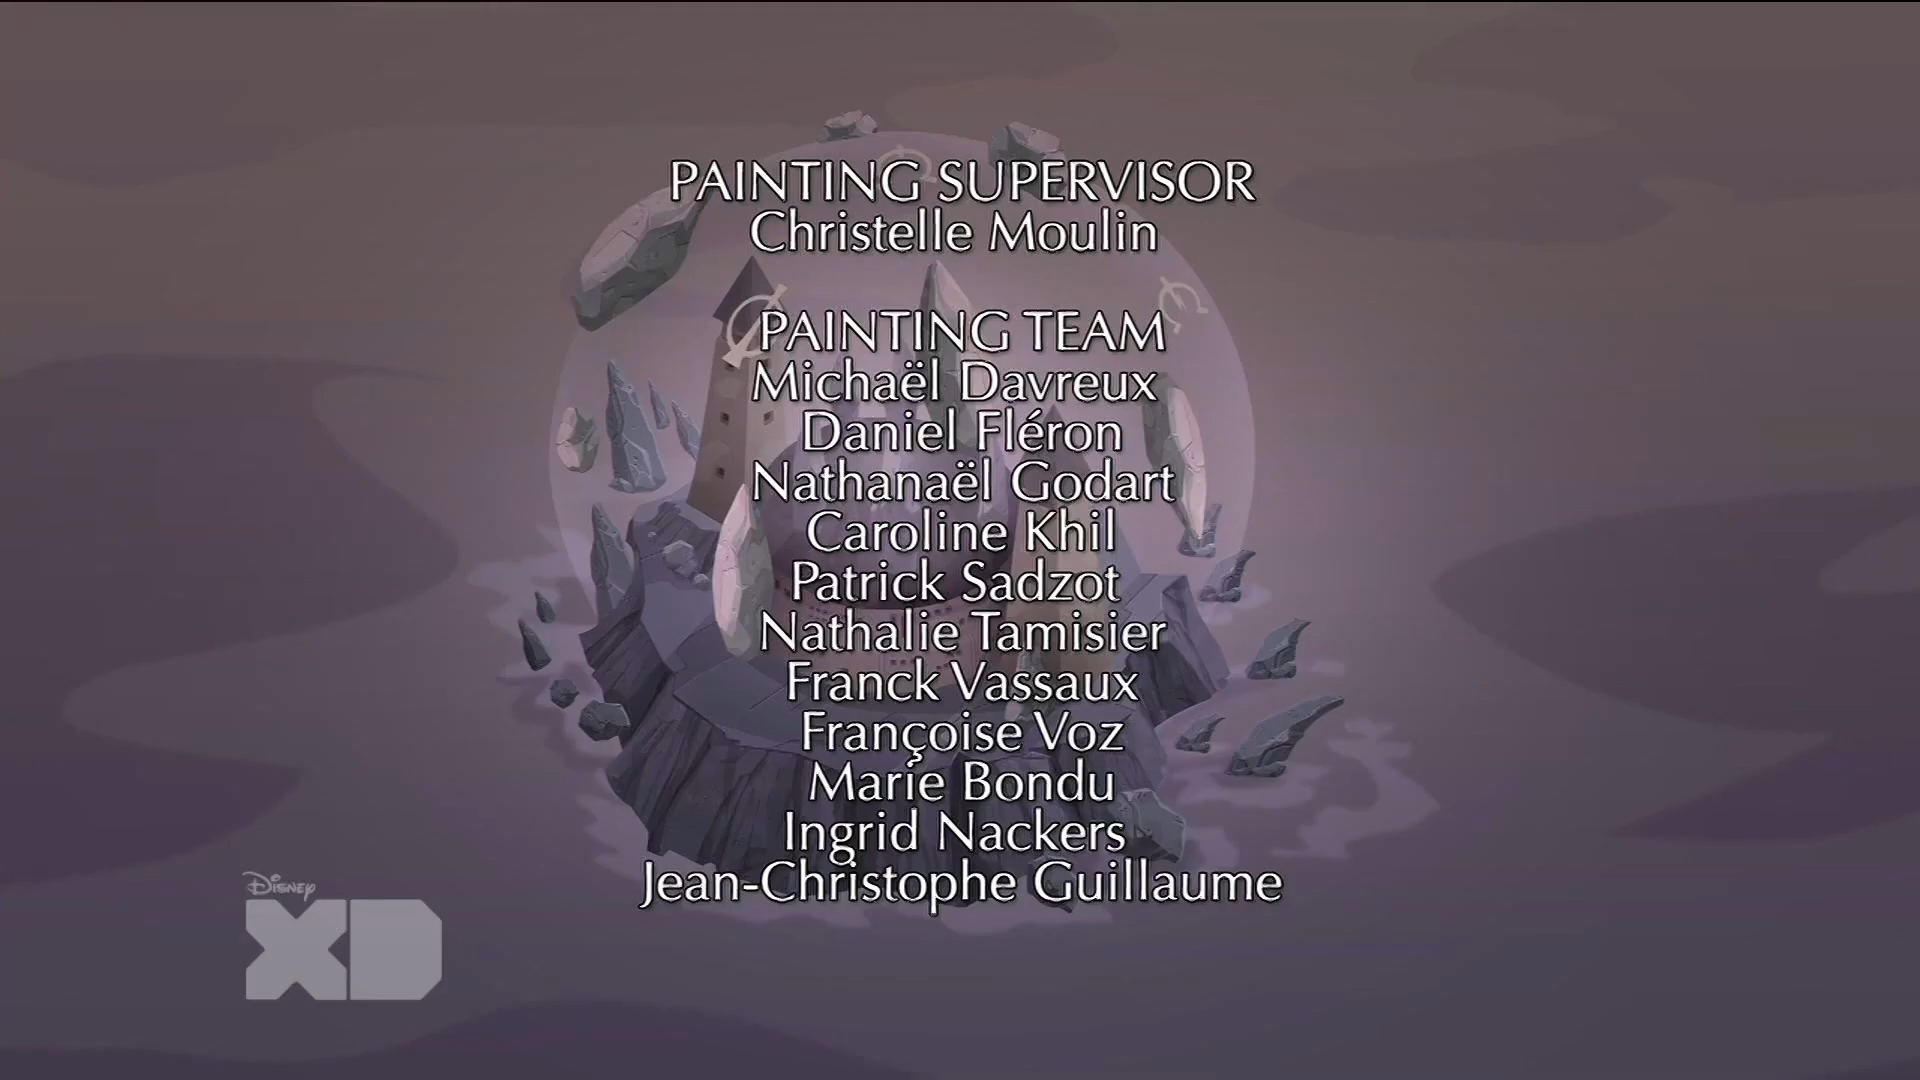 PAINTING SUPERVISOR
Christelle Moulin
PAINTING TEAM
Michaël Davreux
Daniel Fléron
Nathanaël Godart
Caroline Khil
Patrick Sadzot
Nathalie Tamisier
Franck Vassaux
Françoise Voz
Marie Bondu
Ingrid Nackers
Jean-Christophe Guillaume
Disney
XD